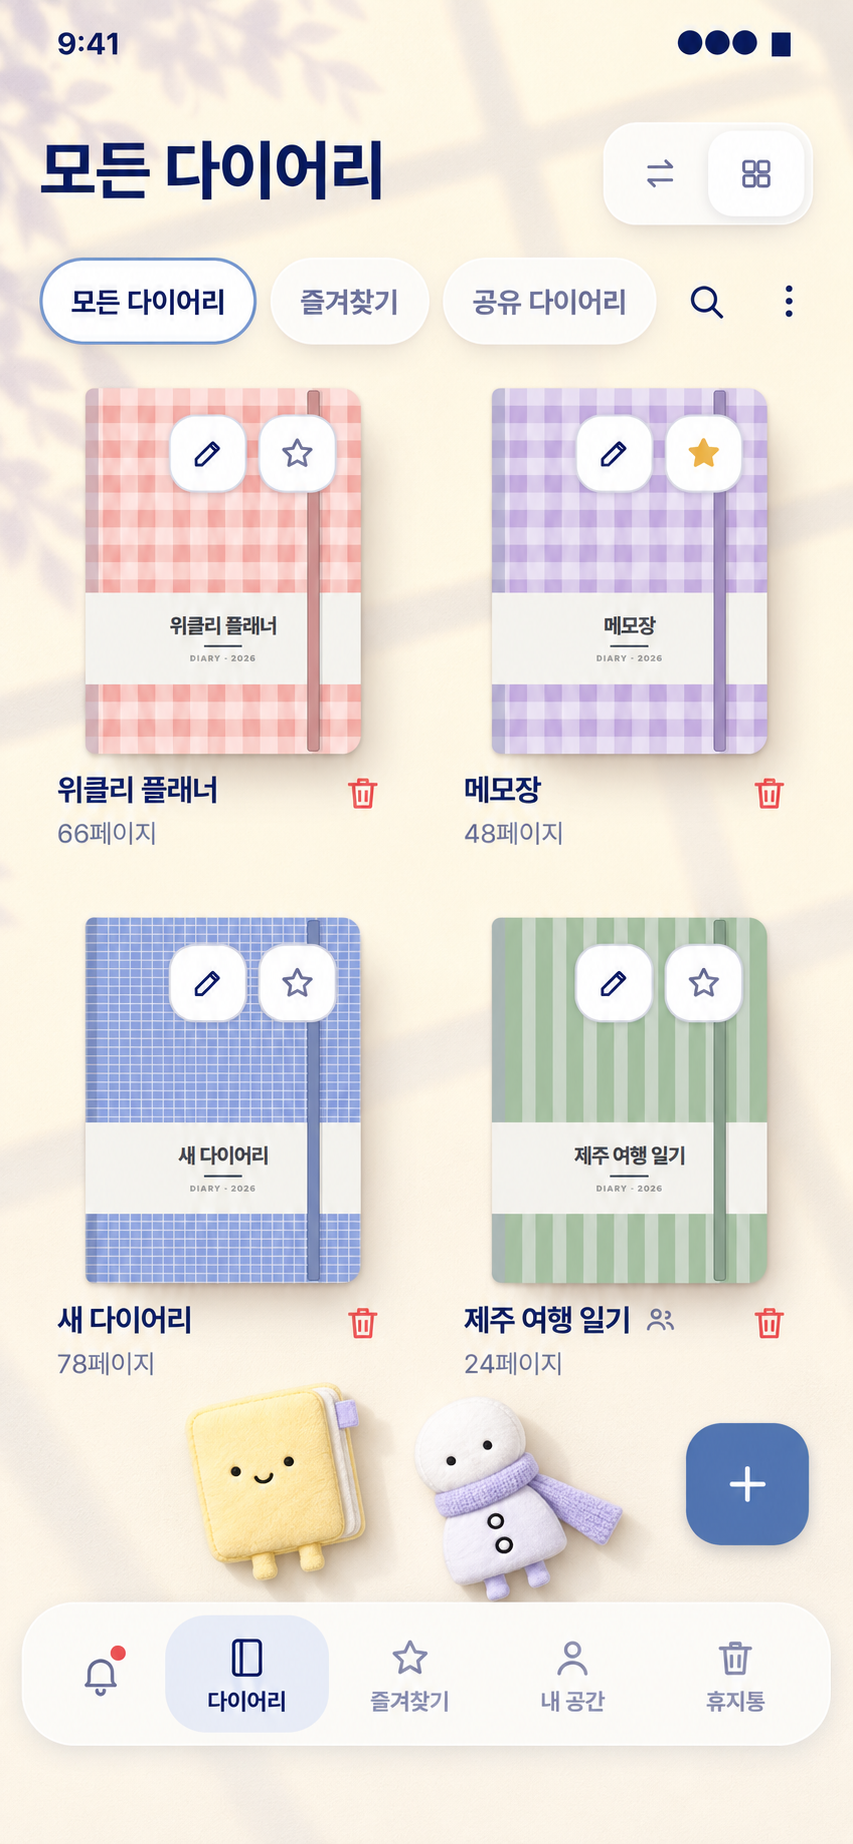 9:41
모든 다이어리
모든 다이어리
즐겨찾기
공유 다이어리
위클리 플래너
DIARY · 2026
메모장
DIARY · 2026
위클리 플래너
66페이지
메모장
48페이지
새 다이어리
DIARY · 2026
제주 여행 일기
DIARY · 2026
새 다이어리
78페이지
제주 여행 일기
24페이지
다이어리
즐겨찾기
내 공간
휴지통